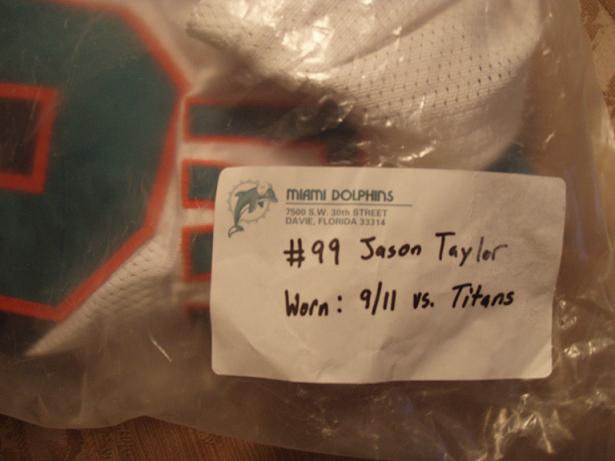 MIAMI DOLPHINS
7500 S.W. 30th STREET
DAVIE, FLORIDA 33314
#99 Jason Taylor
Worn: 9/11 vs. Titans